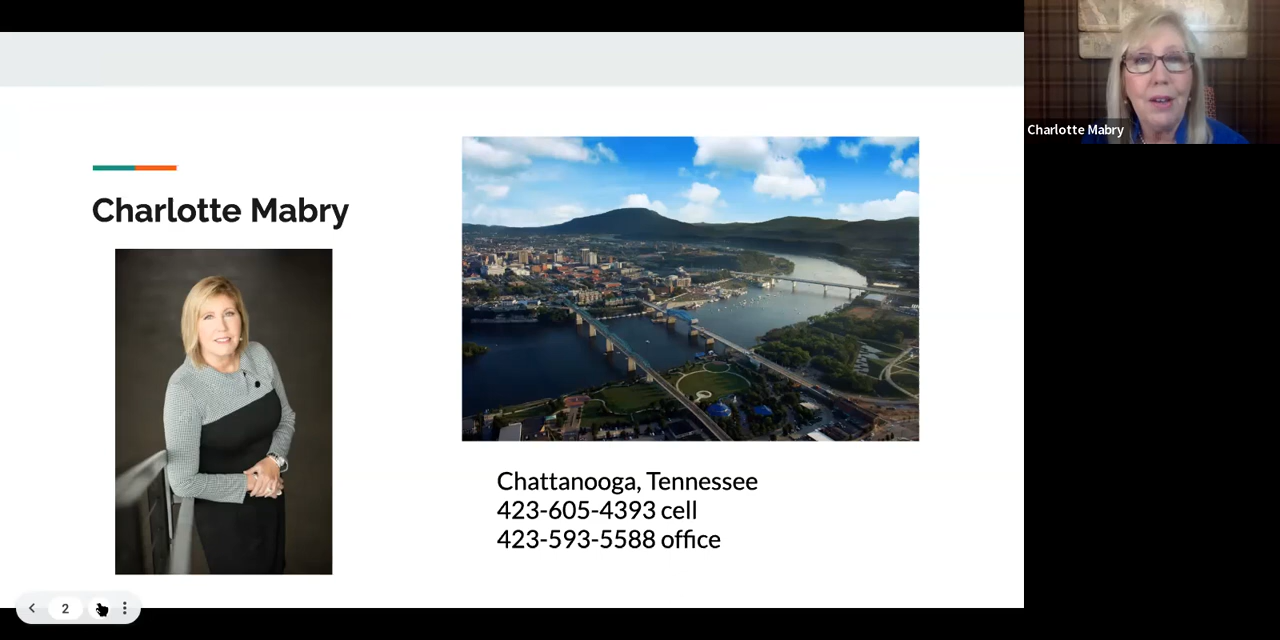 Charlotte Mabry
Charlotte Mabry
Chattanooga, Tennessee
423-605-4393 cell
423-593-5588 office
2